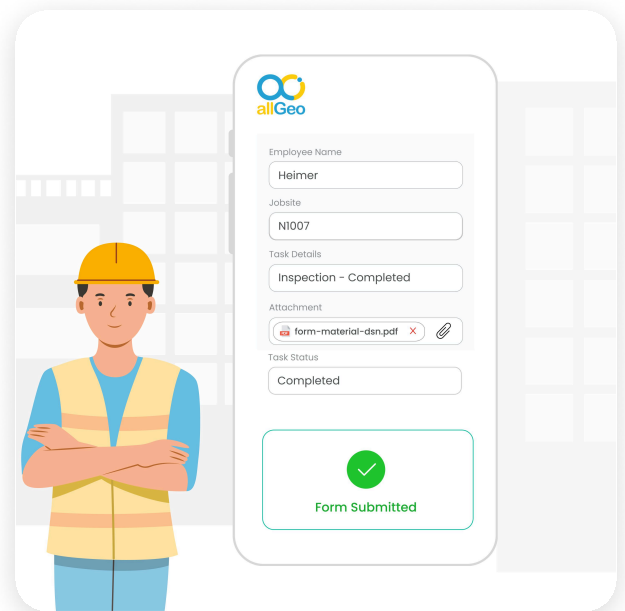 allGeo
Employee Name
Heimer
Jobsite
N1007
Task Details
Inspection - Completed
Attachment
form-material-dsn.pdf X
Task Status
Completed
Form Submitted